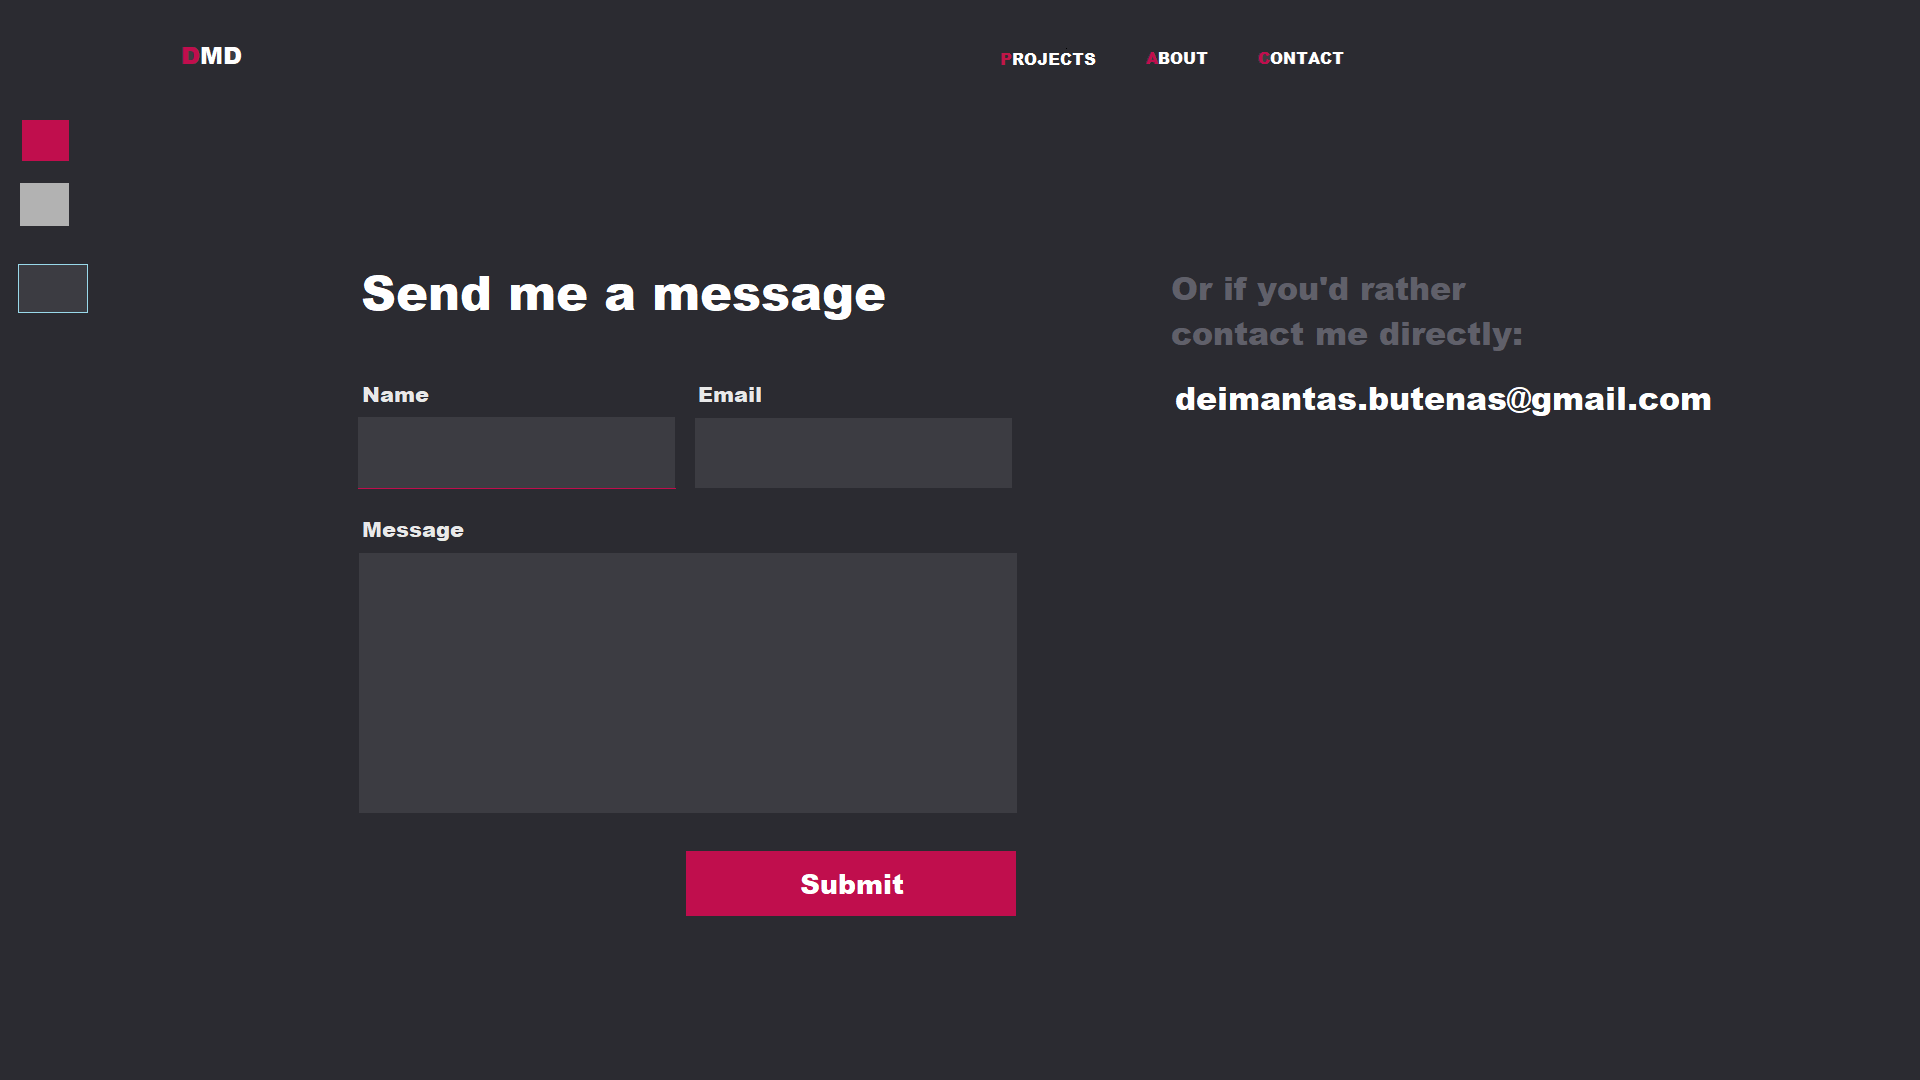 DMD
PROJECTS ABOUT CONTACT
Send me a message
Or if you'd rather
contact me directly:
Name Email
deimantas.butenas@gmail.com
Message
Submit